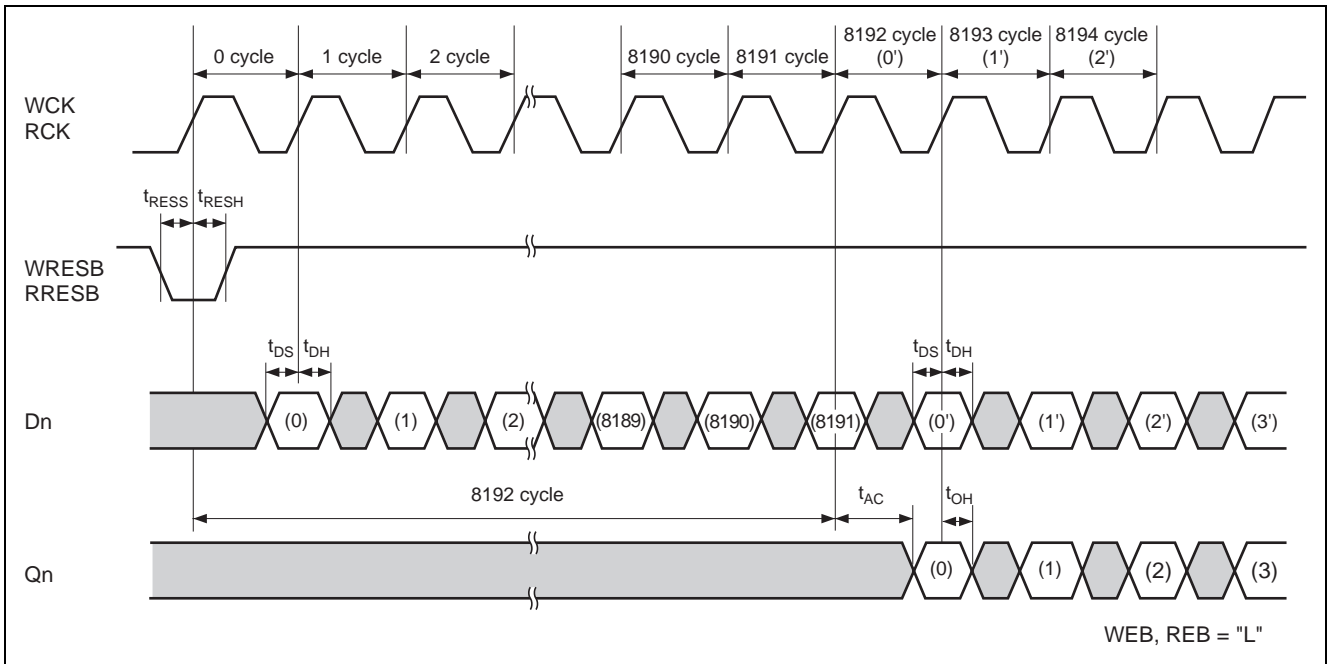 0 cycle 1 cycle 2 cycle 8190 cycle 8191 cycle 8192 cycle (0') 8193 cycle (1') 8194 cycle (2')
WCK
RCK
tRESS tRESH
WRESB
RRESB
tDS tDH tDS tDH
Dn (0) (1) (2) (8189) (8190) (8191) (0') (1') (2') (3')
8192 cycle tAC tOH
Qn (0) (1) (2) (3)
WEB, REB = "L"